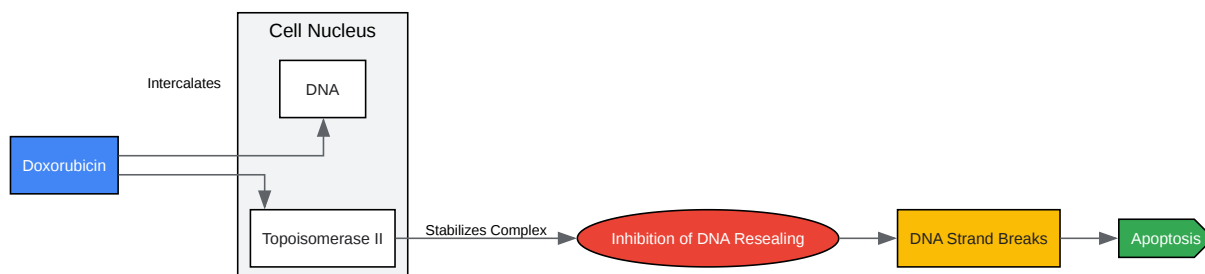 Cell Nucleus
Intercalates
DNA
Doxorubicin
Topoisomerase II
Stabilizes Complex
Inhibition of DNA Resealing
DNA Strand Breaks
Apoptosis